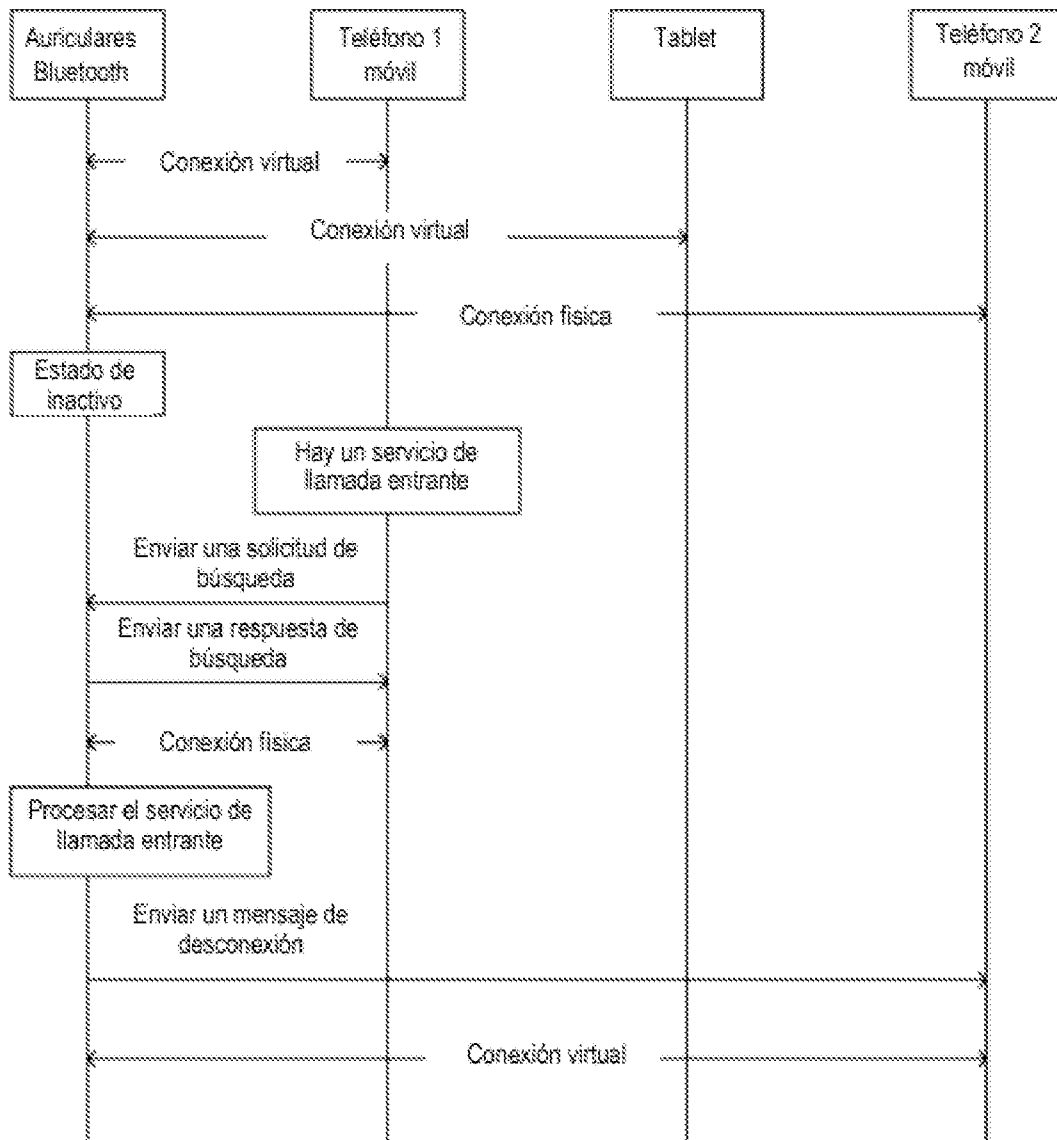 Auriculares
Bluetooth
Teléfono 1
móvil
Tablet
Teléfono 2
móvil
Conexión virtual
Conexión virtual
Conexión física
Estado de
inactivo
Hay un servicio de
llamada entrante
Enviar una solicitud de
búsqueda
Enviar una respuesta de
búsqueda
Conexión física
Procesar el servicio de
llamada entrante
Enviar un mensaje de
desconexión
Conexión virtual